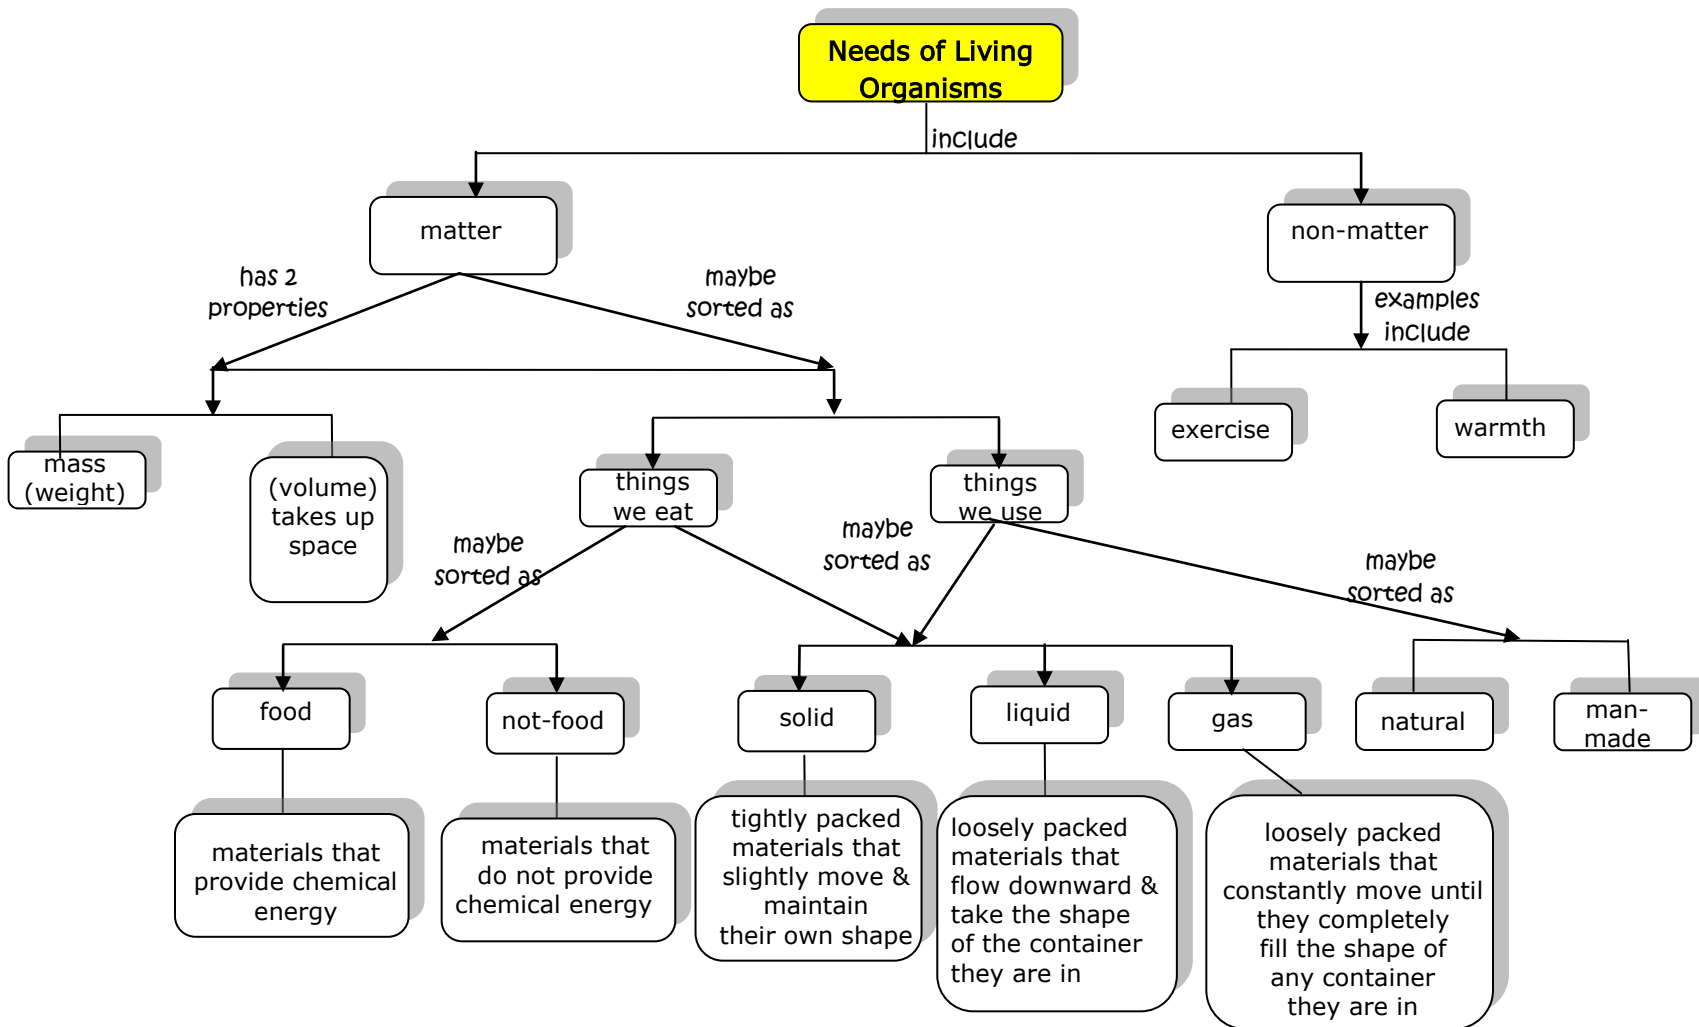 Needs of Living
Organisms
include
matter
non-matter
has 2
properties
maybe
sorted as
examples
include
mass
(weight)
(volume)
takes up
space
things
we eat
things
we use
exercise
warmth
maybe
sorted as
maybe
sorted as
maybe
sorted as
food
not-food
solid
liquid
gas
natural
man-
made
materials that
provide chemical
energy
materials that
do not provide
chemical energy
tightly packed
materials that
slightly move &
maintain
their own shape
loosely packed
materials that
flow downward &
take the shape
of the container
they are in
loosely packed
materials that
constantly move until
they completely
fill the shape of
any container
they are in